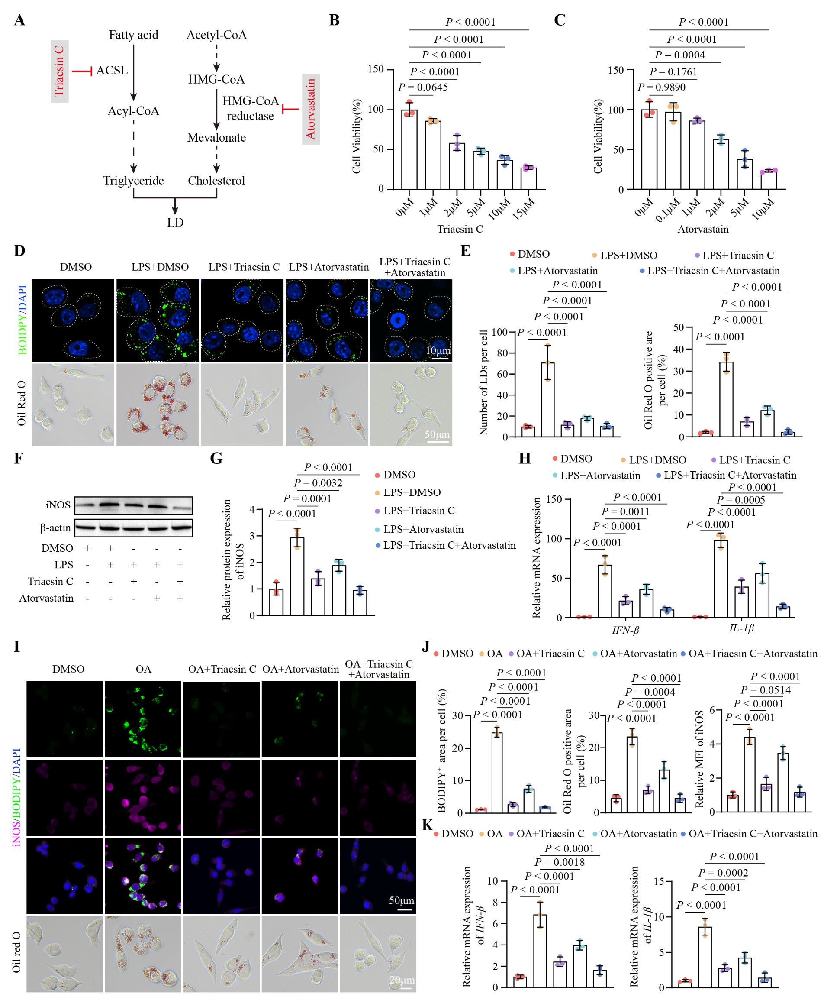 A
Fatty acid
Acetyl-CoA
Triacsin C
ACSL
HMG-CoA
Acyl-CoA
HMG-CoA
reductase
Atorvastatin
Mevalonate
Triglyceride
Cholesterol
LD
B
P < 0.0001
P < 0.0001
P < 0.0001
P < 0.0001
P = 0.0645
Cell Viability(%)
150
100
50
0
0μM
1μM
2μM
5μM
10μM
15μM
Triacsin C
C
P < 0.0001
P < 0.0001
P = 0.0004
P = 0.1761
P = 0.9890
Cell Viability(%)
150
100
50
0
0μM
0.1μM
1μM
2μM
5μM
10μM
Atorvastain
D
DMSO
LPS+DMSO
LPS+Triacsin C
LPS+Atorvastatin
LPS+Triacsin C
+Atorvastatin
BOIDPY/DAPI
10μm
Oil Red O
50μm
E
DMSO
LPS+DMSO
LPS+Triacsin C
LPS+Atorvastatin
LPS+Triacsin C+Atorvastatin
P < 0.0001
P < 0.0001
P < 0.0001
P < 0.0001
Number of LDs per cell
100
80
60
40
20
0
P < 0.0001
P < 0.0001
P < 0.0001
P < 0.0001
Oil Red O positive are
per cell (%)
50
40
30
20
10
0
F
iNOS
β-actin
DMSO + + - - -
LPS - + + + +
Triacsin C - - + - +
Atorvastatin - - - + +
G
P < 0.0001
P = 0.0032
P = 0.0001
P < 0.0001
Relative protein expression
of iNOS
4
3
2
1
0
DMSO
LPS+DMSO
LPS+Triacsin C
LPS+Atorvastatin
LPS+Triacsin C+Atorvastatin
H
DMSO
LPS+DMSO
LPS+Triacsin C
LPS+Atorvastatin
LPS+Triacsin C+Atorvastatin
Relative mRNA expression
150
100
50
0
P < 0.0001
P = 0.0011
P < 0.0001
P < 0.0001
P < 0.0001
P = 0.0005
P < 0.0001
P < 0.0001
IFN-β
IL-1β
I
DMSO
OA
OA+Triacsin C
OA+Atorvastatin
OA+Triacsin C
+Atorvastatin
iNOS/BODIPY/DAPI
50μm
Oil red O
20μm
J
DMSO
OA
OA+Triacsin C
OA+Atorvastatin
OA+Triacsin C+Atorvastatin
P < 0.0001
P < 0.0001
P < 0.0001
P < 0.0001
BODIPY+ area per cell (%)
30
20
10
0
P < 0.0001
P = 0.0004
P < 0.0001
P < 0.0001
Oil Red O positive area
per cell (%)
30
20
10
0
P < 0.0001
P = 0.0514
P < 0.0001
P < 0.0001
Relative MFI of iNOS
6
4
2
0
K
DMSO
OA
OA+Triacsin C
OA+Atorvastatin
OA+Triacsin C+Atorvastatin
P < 0.0001
P = 0.0018
P < 0.0001
P < 0.0001
Relative mRNA expression
of IFN-β
10
8
6
4
2
0
P < 0.0001
P = 0.0002
P < 0.0001
P < 0.0001
Relative mRNA expression
of IL-1β
15
10
5
0